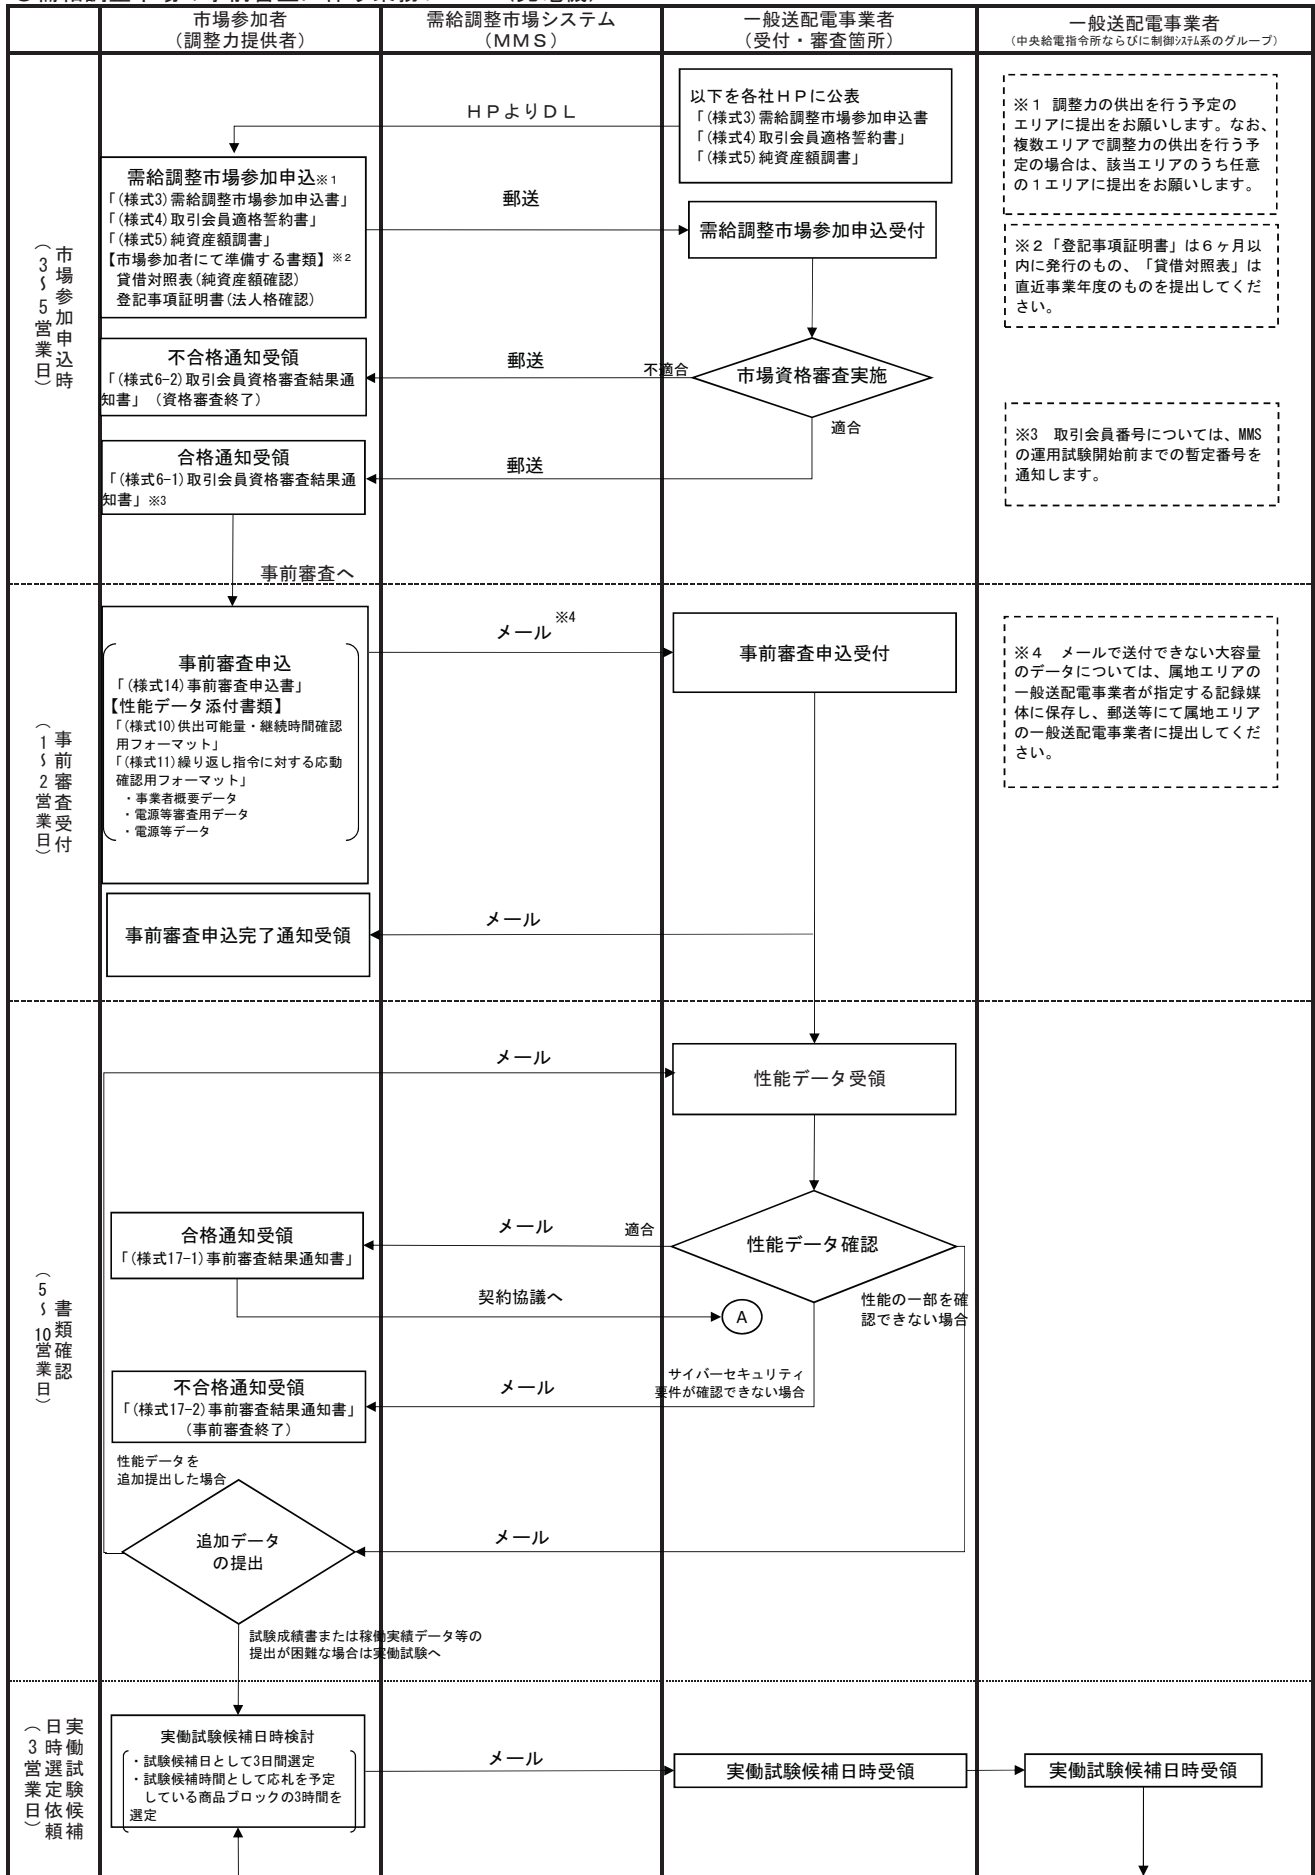 市場参加者
（調整力提供者）
需給調整市場システム
（ＭＭＳ）
一般送配電事業者
（受付・審査箇所）
一般送配電事業者
（中央給電指令所ならびに制御システム系のグループ）
市場参加申込時
（３～５営業日）
以下を各社ＨＰに公表
「(様式3)需給調整市場参加申込書
「(様式4)取引会員適格誓約書」
「(様式5)純資産額調書」
ＨＰよりＤＬ
需給調整市場参加申込※1
「(様式3)需給調整市場参加申込書」
「(様式4)取引会員適格誓約書」
「(様式5)純資産額調書」
【市場参加者にて準備する書類】※2
貸借対照表(純資産額確認)
登記事項証明書(法人格確認)
郵送
需給調整市場参加申込受付
※１ 調整力の供出を行う予定の
エリアに提出をお願いします。なお、
複数エリアで調整力の供出を行う予
定の場合は、該当エリアのうち任意
の１エリアに提出をお願いします。
※２「登記事項証明書」は６ヶ月以
内に発行のもの、「貸借対照表」は
直近事業年度のものを提出してくだ
さい。
不合格通知受領
「(様式6-2)取引会員資格審査結果通
知書」（資格審査終了）
郵送
不適合
市場資格審査実施
適合
合格通知受領
「(様式6-1)取引会員資格審査結果通
知書」※3
郵送
※3 取引会員番号については、MMS
の運用試験開始前までの暫定番号を
通知します。
事前審査へ
事前審査受付
（１～２営業日）
事前審査申込
「(様式14)事前審査申込書」
【性能データ添付書類】
「(様式10)供出可能量・継続時間確認
用フォーマット」
「(様式11)繰り返し指令に対する応動
確認用フォーマット」
・事業者概要データ
・電源等審査用データ
・電源等データ
メール※4
事前審査申込受付
※４ メールで送付できない大容量
のデータについては、属地エリアの
一般送配電事業者が指定する記録媒
体に保存し、郵送等にて属地エリア
の一般送配電事業者に提出してくだ
さい。
事前審査申込完了通知受領
メール
書類確認
（５～10営業日）
メール
性能データ受領
合格通知受領
「(様式17-1)事前審査結果通知書」
メール
適合
性能データ確認
契約協議へ
A
性能の一部を確
認できない場合
サイバーセキュリティ
要件が確認できない場合
不合格通知受領
「(様式17-2)事前審査結果通知書」
(事前審査終了)
メール
性能データを
追加提出した場合
追加データ
の提出
メール
試験成績書または稼働実績データ等の
提出が困難な場合は実働試験へ
実働試験候補
日時選定依頼
（３営業日）
実働試験候補日時検討
・試験候補日として3日間選定
・試験候補時間として応札を予定
している商品ブロックの3時間を
選定
メール
実働試験候補日時受領
実働試験候補日時受領